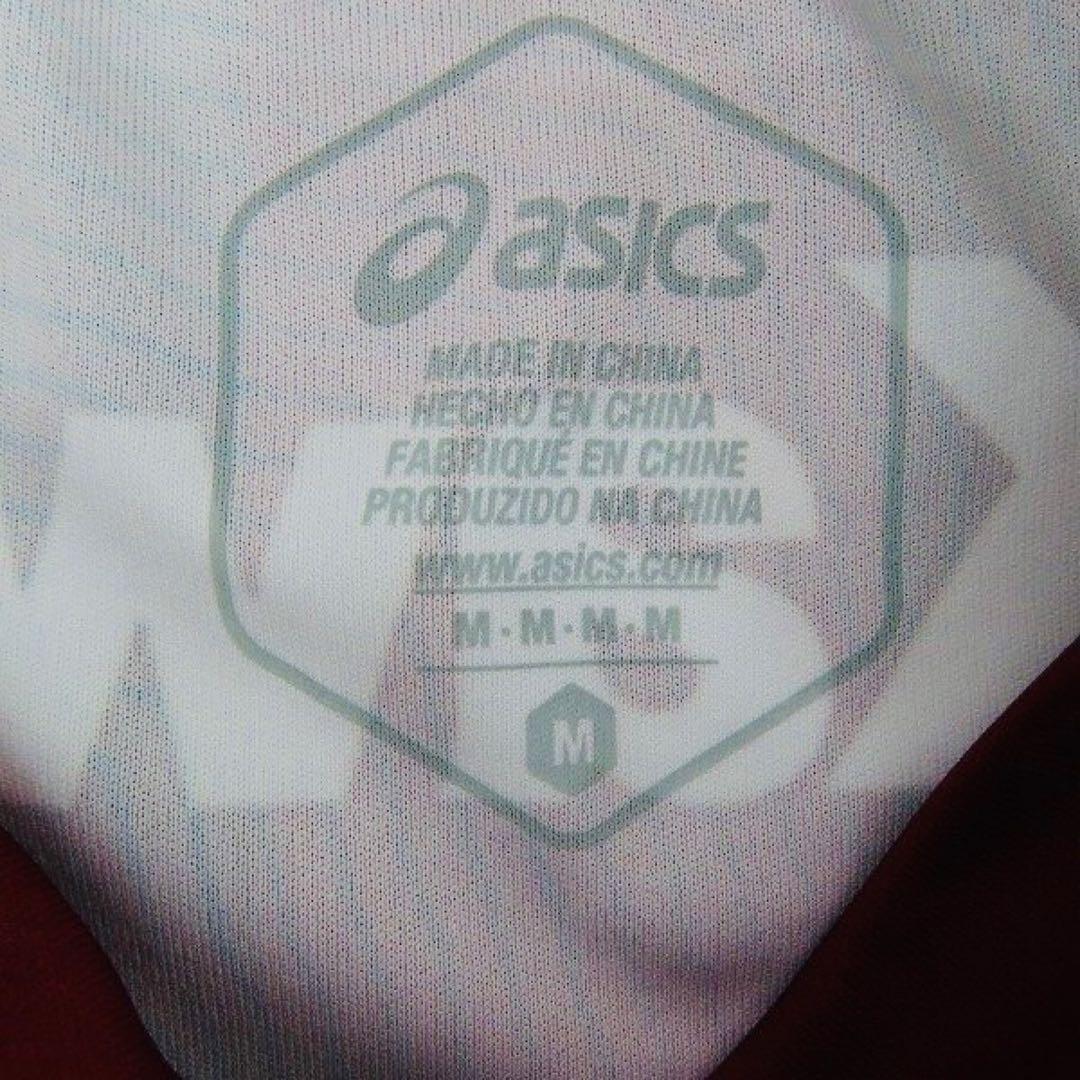 asics
MADE IN CHINA
HECHO EN CHINA
FABRIQUÉ EN CHINE
PRODUZIDO NA CHINA
www.asics.com
M·M·M·M
M